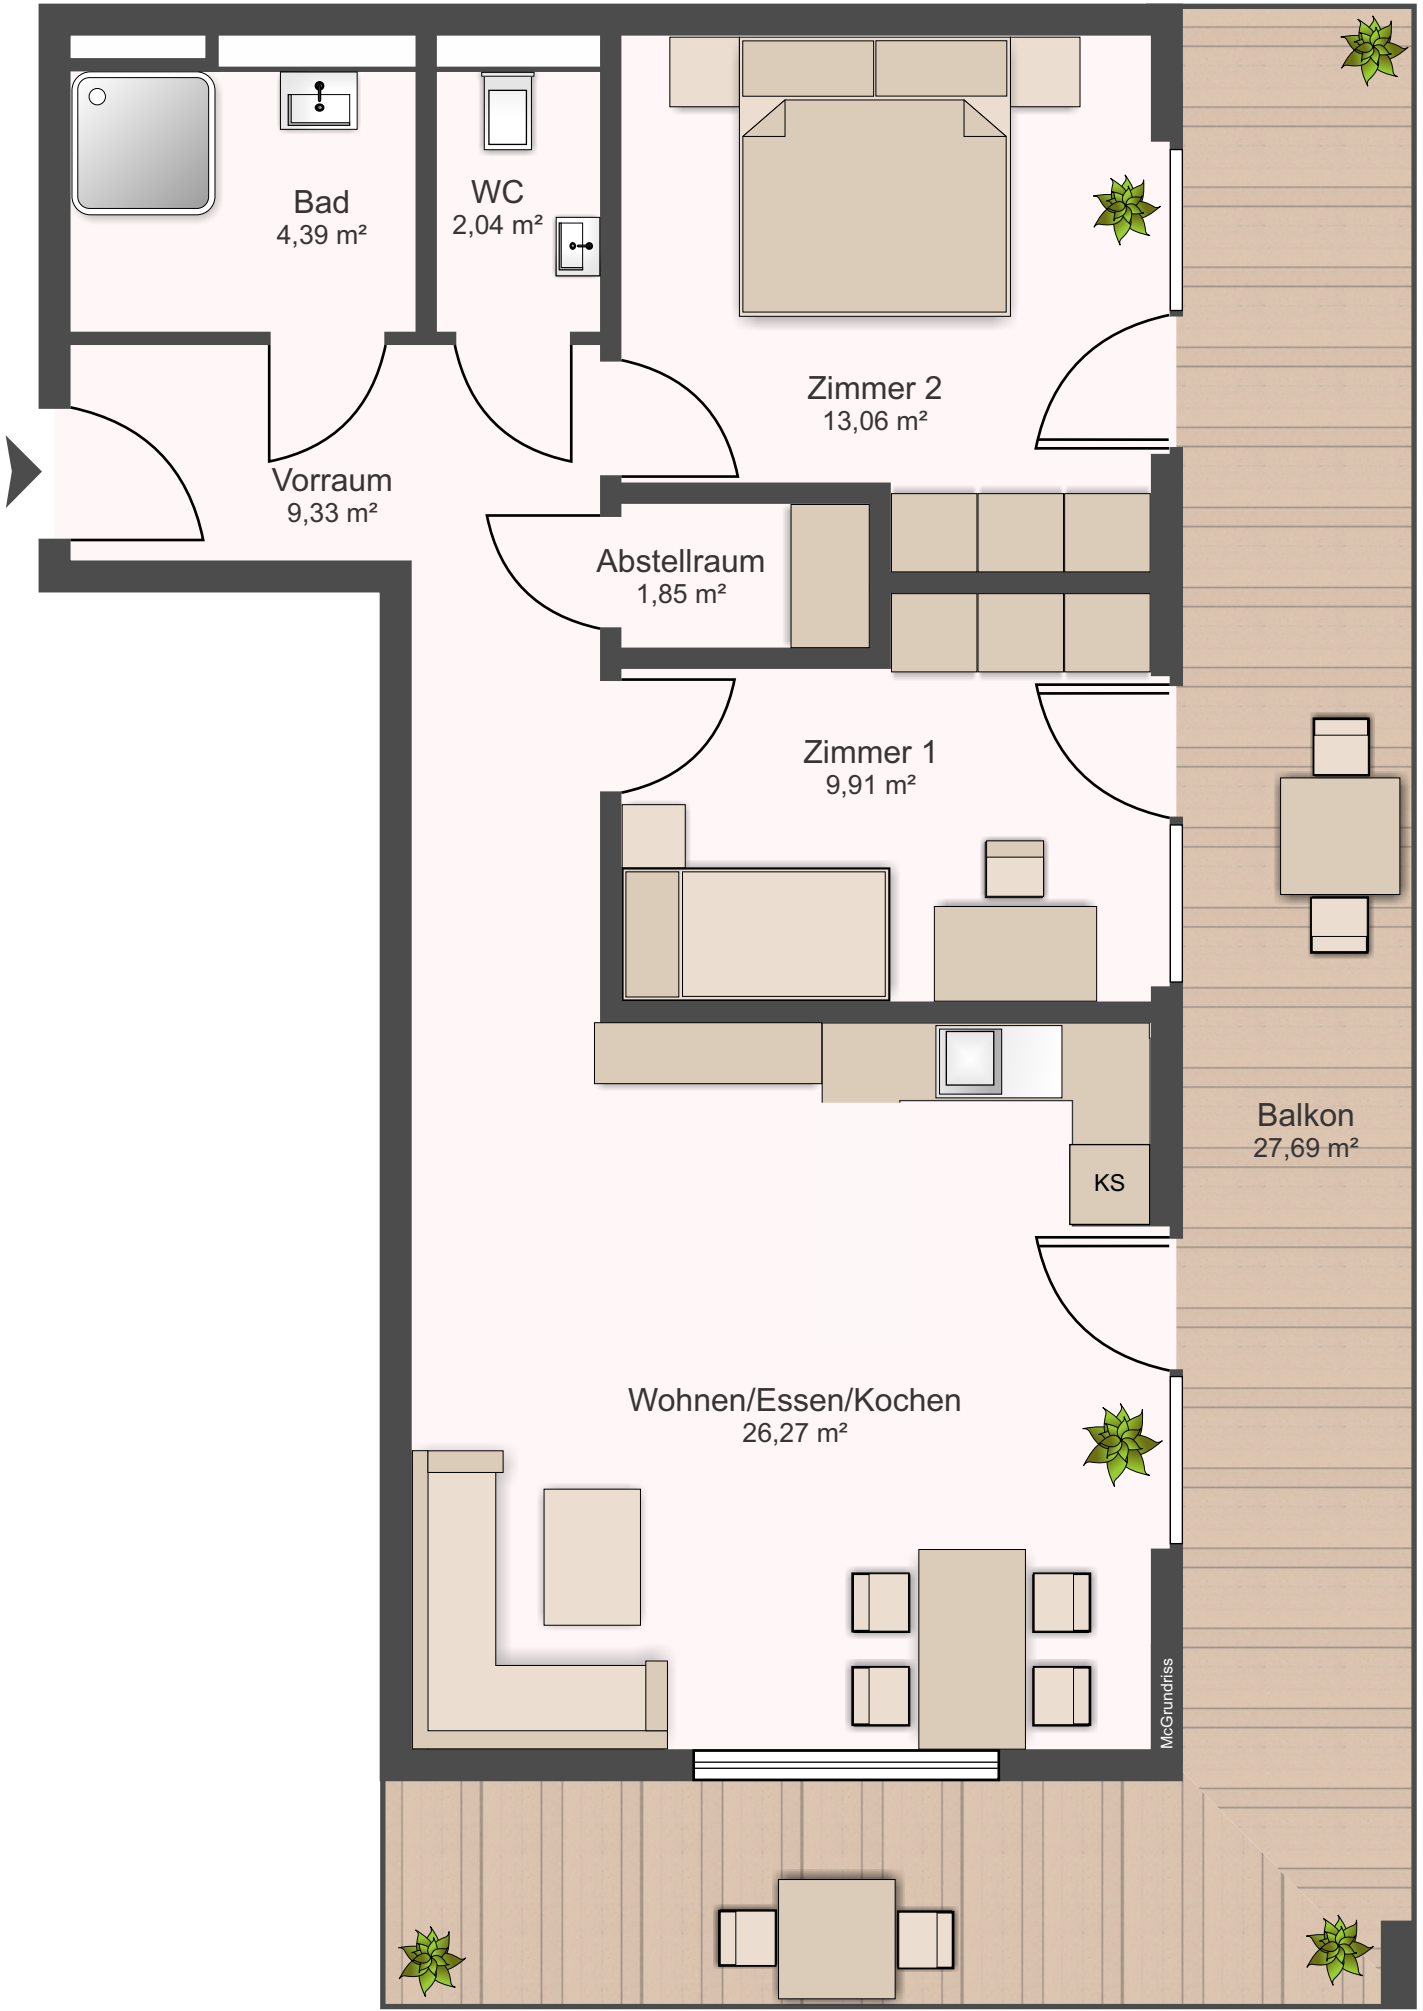 Bad
4,39 m²
WC
2,04 m²
Zimmer 2
13,06 m²
Vorraum
9,33 m²
Abstellraum
1,85 m²
Zimmer 1
9,91 m²
Balkon
27,69 m²
KS
Wohnen/Essen/Kochen
26,27 m²
McGrundriss